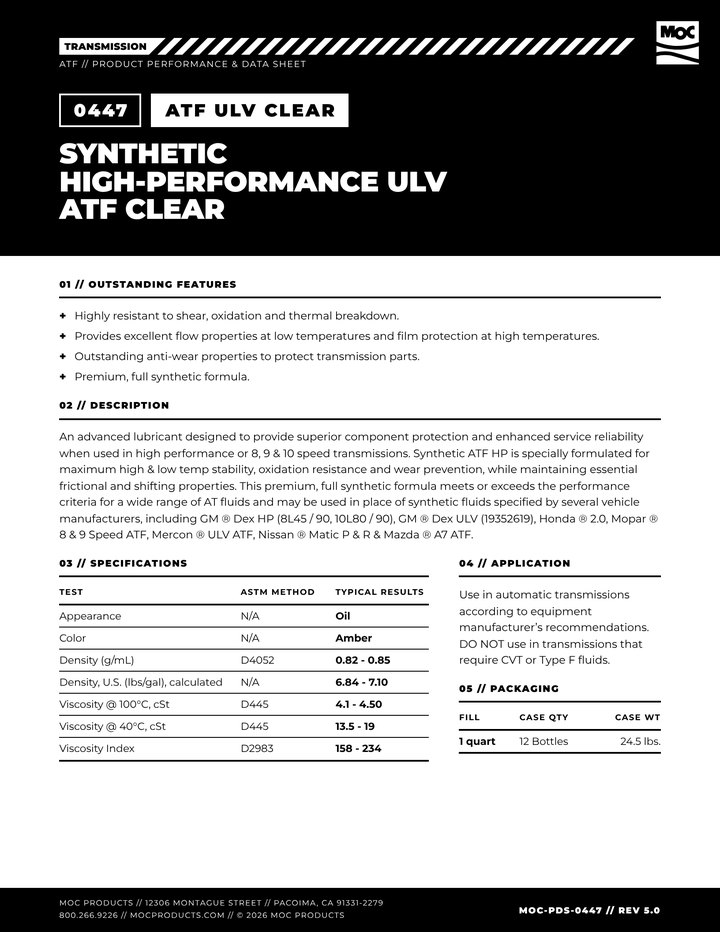 MOC
TRANSMISSION
ATF // PRODUCT PERFORMANCE & DATA SHEET
0447 ATF ULV CLEAR
SYNTHETIC
HIGH-PERFORMANCE ULV
ATF CLEAR
01 // OUTSTANDING FEATURES
+ Highly resistant to shear, oxidation and thermal breakdown.
+ Provides excellent flow properties at low temperatures and film protection at high temperatures.
+ Outstanding anti-wear properties to protect transmission parts.
+ Premium, full synthetic formula.
02 // DESCRIPTION
An advanced lubricant designed to provide superior component protection and enhanced service reliability
when used in high performance or 8, 9 & 10 speed transmissions. Synthetic ATF HP is specially formulated for
maximum high & low temp stability, oxidation resistance and wear prevention, while maintaining essential
frictional and shifting properties. This premium, full synthetic formula meets or exceeds the performance
criteria for a wide range of AT fluids and may be used in place of synthetic fluids specified by several vehicle
manufacturers, including GM ® Dex HP (8L45 / 90, 10L80 / 90), GM ® Dex ULV (19352619), Honda ® 2.0, Mopar ®
8 & 9 Speed ATF, Mercon ® ULV ATF, Nissan ® Matic P & R & Mazda ® A7 ATF.
03 // SPECIFICATIONS
TEST ASTM METHOD TYPICAL RESULTS
Appearance N/A Oil
Color N/A Amber
Density (g/mL) D4052 0.82 - 0.85
Density, U.S. (lbs/gal), calculated N/A 6.84 - 7.10
Viscosity @ 100°C, cSt D445 4.1 - 4.50
Viscosity @ 40°C, cSt D445 13.5 - 19
Viscosity Index D2983 158 - 234
04 // APPLICATION
Use in automatic transmissions
according to equipment
manufacturer's recommendations.
DO NOT use in transmissions that
require CVT or Type F fluids.
05 // PACKAGING
FILL CASE QTY CASE WT
1 quart 12 Bottles 24.5 lbs.
MOC PRODUCTS // 12306 MONTAGUE STREET // PACOIMA, CA 91331-2279
800.266.9226 // MOCPRODUCTS.COM // © 2026 MOC PRODUCTS
MOC-PDS-0447 // REV 5.0